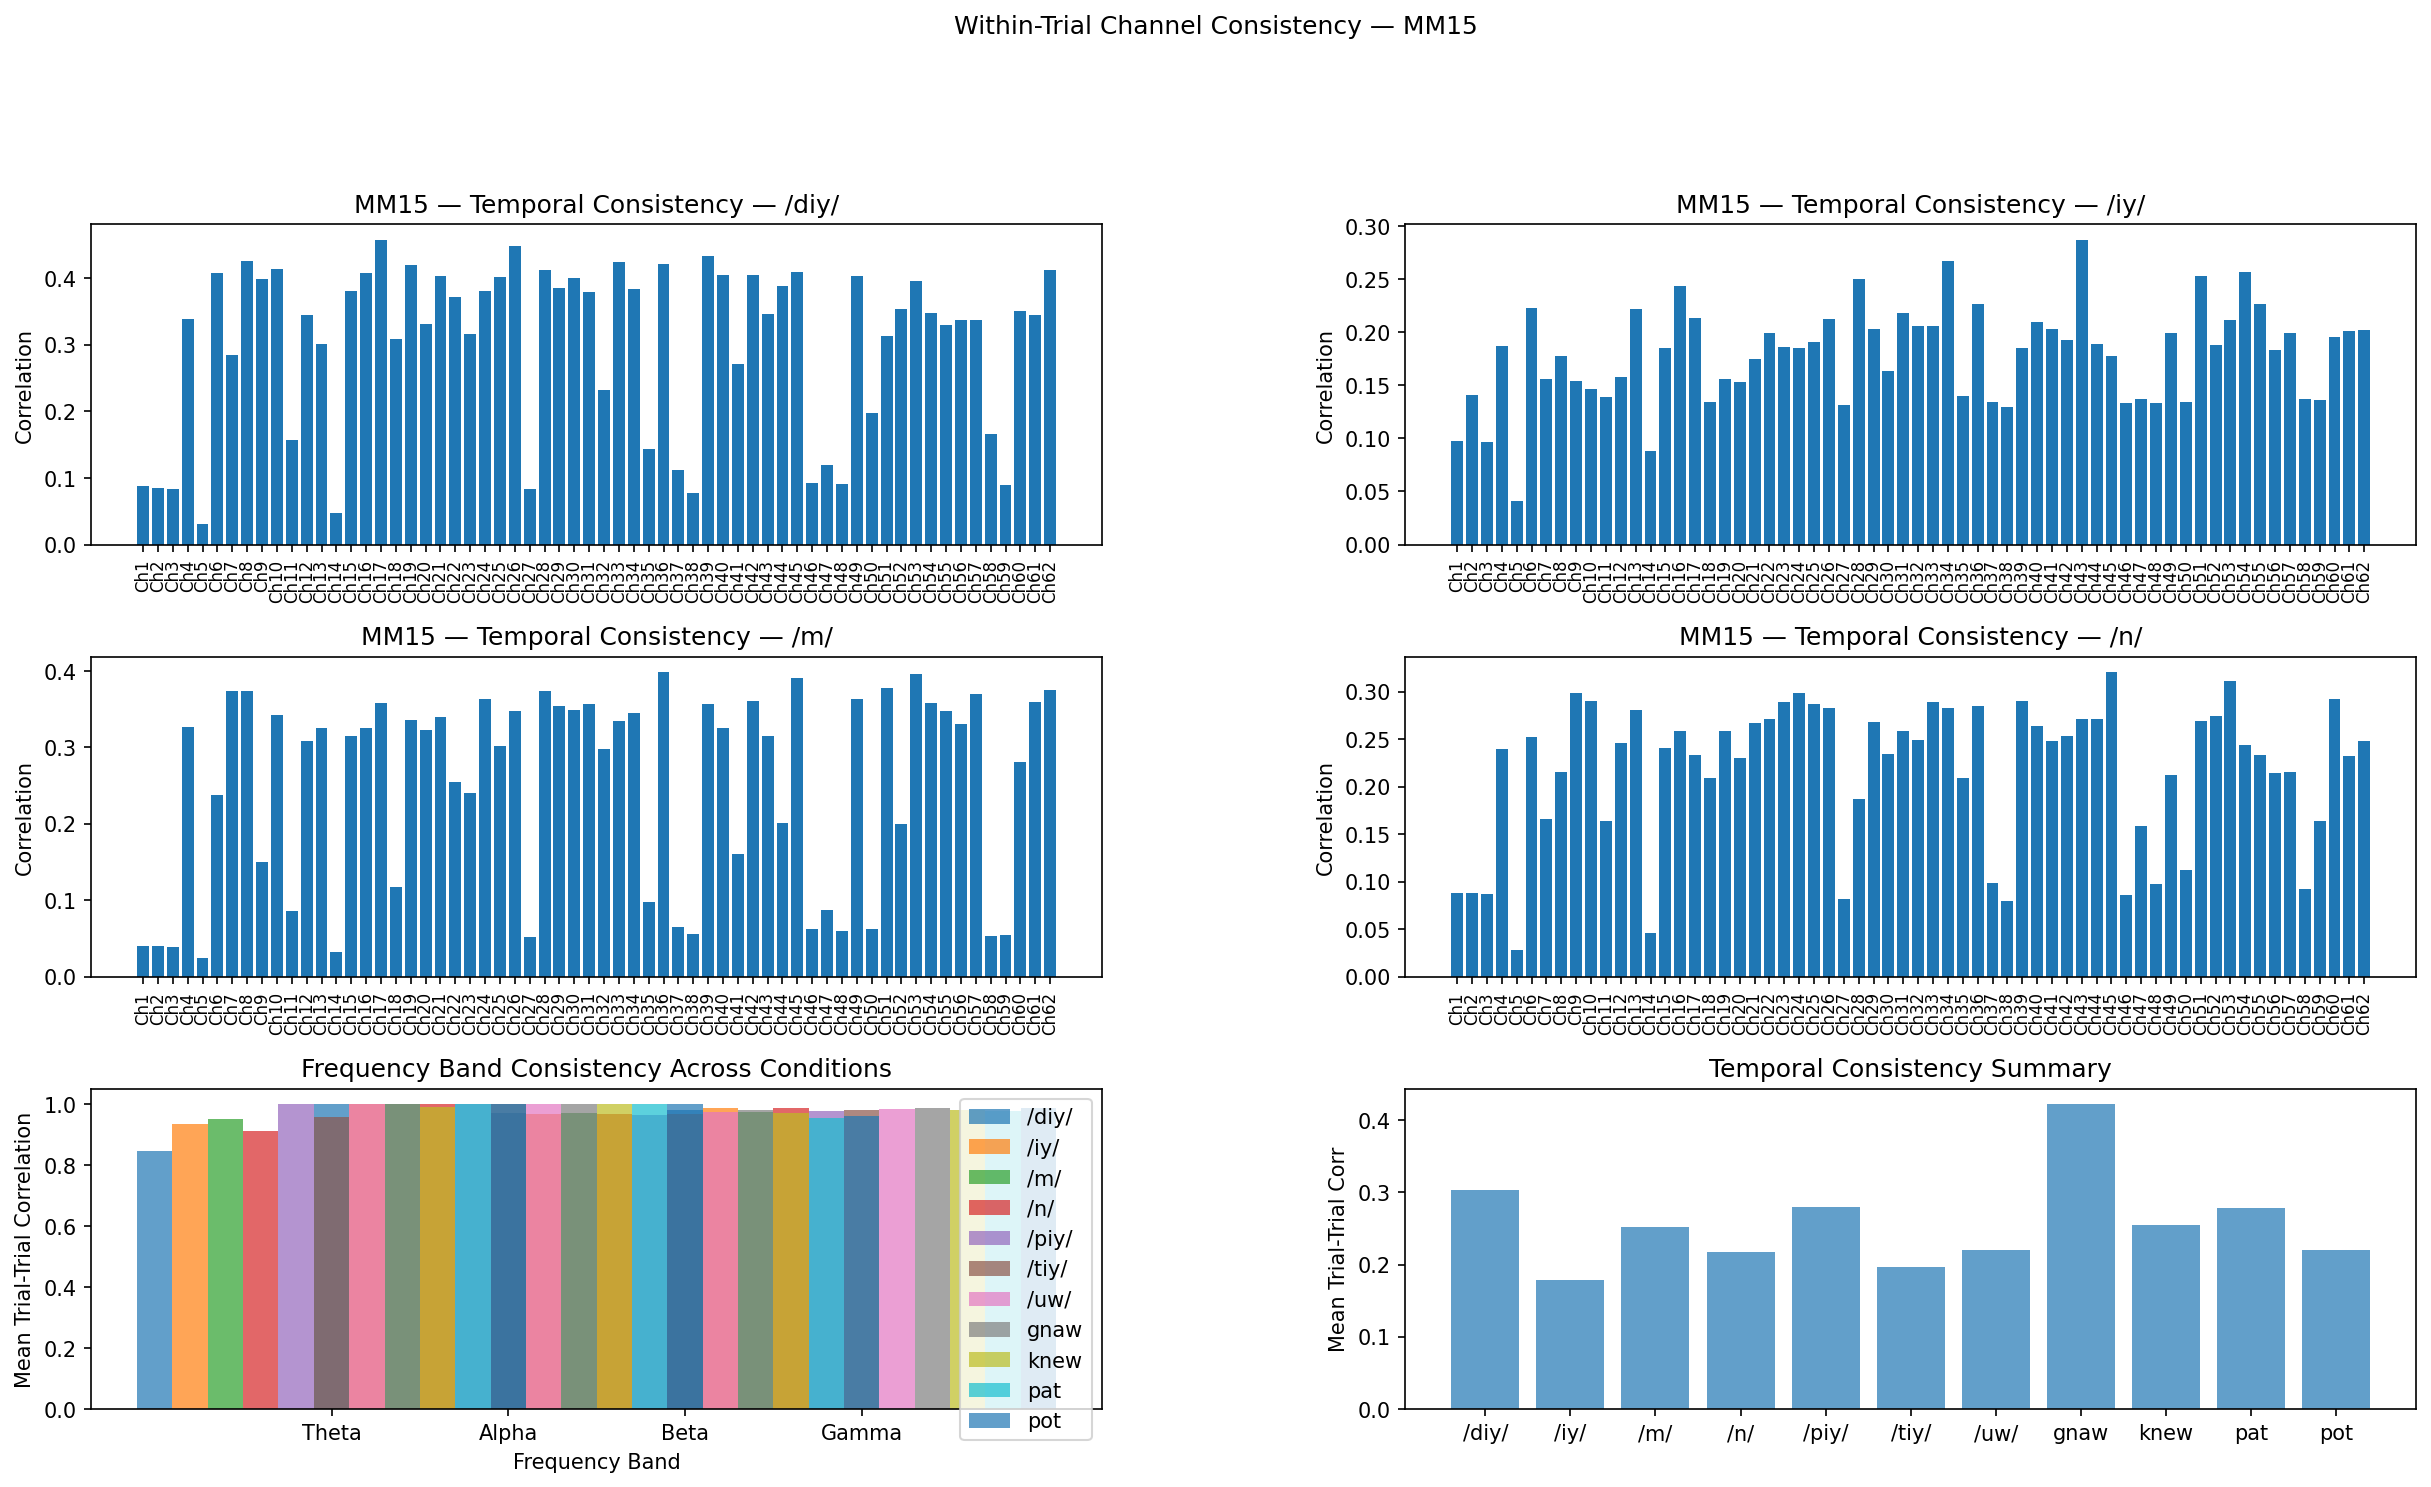 Within-Trial Channel Consistency — MM15
MM15 — Temporal Consistency — /diy/
Correlation
0.4
0.3
0.2
0.1
0.0
Ch1 Ch2 Ch3 Ch4 Ch5 Ch6 Ch7 Ch8 Ch9 Ch10 Ch11 Ch12 Ch13 Ch14 Ch15 Ch16 Ch17 Ch18 Ch19 Ch20 Ch21 Ch22 Ch23 Ch24 Ch25 Ch26 Ch27 Ch28 Ch29 Ch30 Ch31 Ch32 Ch33 Ch34 Ch35 Ch36 Ch37 Ch38 Ch39 Ch40 Ch41 Ch42 Ch43 Ch44 Ch45 Ch46 Ch47 Ch48 Ch49 Ch50 Ch51 Ch52 Ch53 Ch54 Ch55 Ch56 Ch57 Ch58 Ch59 Ch60 Ch61 Ch62
MM15 — Temporal Consistency — /iy/
Correlation
0.30
0.25
0.20
0.15
0.10
0.05
0.00
Ch1 Ch2 Ch3 Ch4 Ch5 Ch6 Ch7 Ch8 Ch9 Ch10 Ch11 Ch12 Ch13 Ch14 Ch15 Ch16 Ch17 Ch18 Ch19 Ch20 Ch21 Ch22 Ch23 Ch24 Ch25 Ch26 Ch27 Ch28 Ch29 Ch30 Ch31 Ch32 Ch33 Ch34 Ch35 Ch36 Ch37 Ch38 Ch39 Ch40 Ch41 Ch42 Ch43 Ch44 Ch45 Ch46 Ch47 Ch48 Ch49 Ch50 Ch51 Ch52 Ch53 Ch54 Ch55 Ch56 Ch57 Ch58 Ch59 Ch60 Ch61 Ch62
MM15 — Temporal Consistency — /m/
Correlation
0.4
0.3
0.2
0.1
0.0
Ch1 Ch2 Ch3 Ch4 Ch5 Ch6 Ch7 Ch8 Ch9 Ch10 Ch11 Ch12 Ch13 Ch14 Ch15 Ch16 Ch17 Ch18 Ch19 Ch20 Ch21 Ch22 Ch23 Ch24 Ch25 Ch26 Ch27 Ch28 Ch29 Ch30 Ch31 Ch32 Ch33 Ch34 Ch35 Ch36 Ch37 Ch38 Ch39 Ch40 Ch41 Ch42 Ch43 Ch44 Ch45 Ch46 Ch47 Ch48 Ch49 Ch50 Ch51 Ch52 Ch53 Ch54 Ch55 Ch56 Ch57 Ch58 Ch59 Ch60 Ch61 Ch62
MM15 — Temporal Consistency — /n/
Correlation
0.30
0.25
0.20
0.15
0.10
0.05
0.00
Ch1 Ch2 Ch3 Ch4 Ch5 Ch6 Ch7 Ch8 Ch9 Ch10 Ch11 Ch12 Ch13 Ch14 Ch15 Ch16 Ch17 Ch18 Ch19 Ch20 Ch21 Ch22 Ch23 Ch24 Ch25 Ch26 Ch27 Ch28 Ch29 Ch30 Ch31 Ch32 Ch33 Ch34 Ch35 Ch36 Ch37 Ch38 Ch39 Ch40 Ch41 Ch42 Ch43 Ch44 Ch45 Ch46 Ch47 Ch48 Ch49 Ch50 Ch51 Ch52 Ch53 Ch54 Ch55 Ch56 Ch57 Ch58 Ch59 Ch60 Ch61 Ch62
Frequency Band Consistency Across Conditions
Mean Trial-Trial Correlation
1.0
0.8
0.6
0.4
0.2
0.0
/diy/
/iy/
/m/
/n/
/piy/
/tiy/
/uw/
gnaw
knew
pat
pot
Theta Alpha Beta Gamma
Frequency Band
Temporal Consistency Summary
Mean Trial-Trial Corr
0.4
0.3
0.2
0.1
0.0
/diy/ /iy/ /m/ /n/ /piy/ /tiy/ /uw/ gnaw knew pat pot